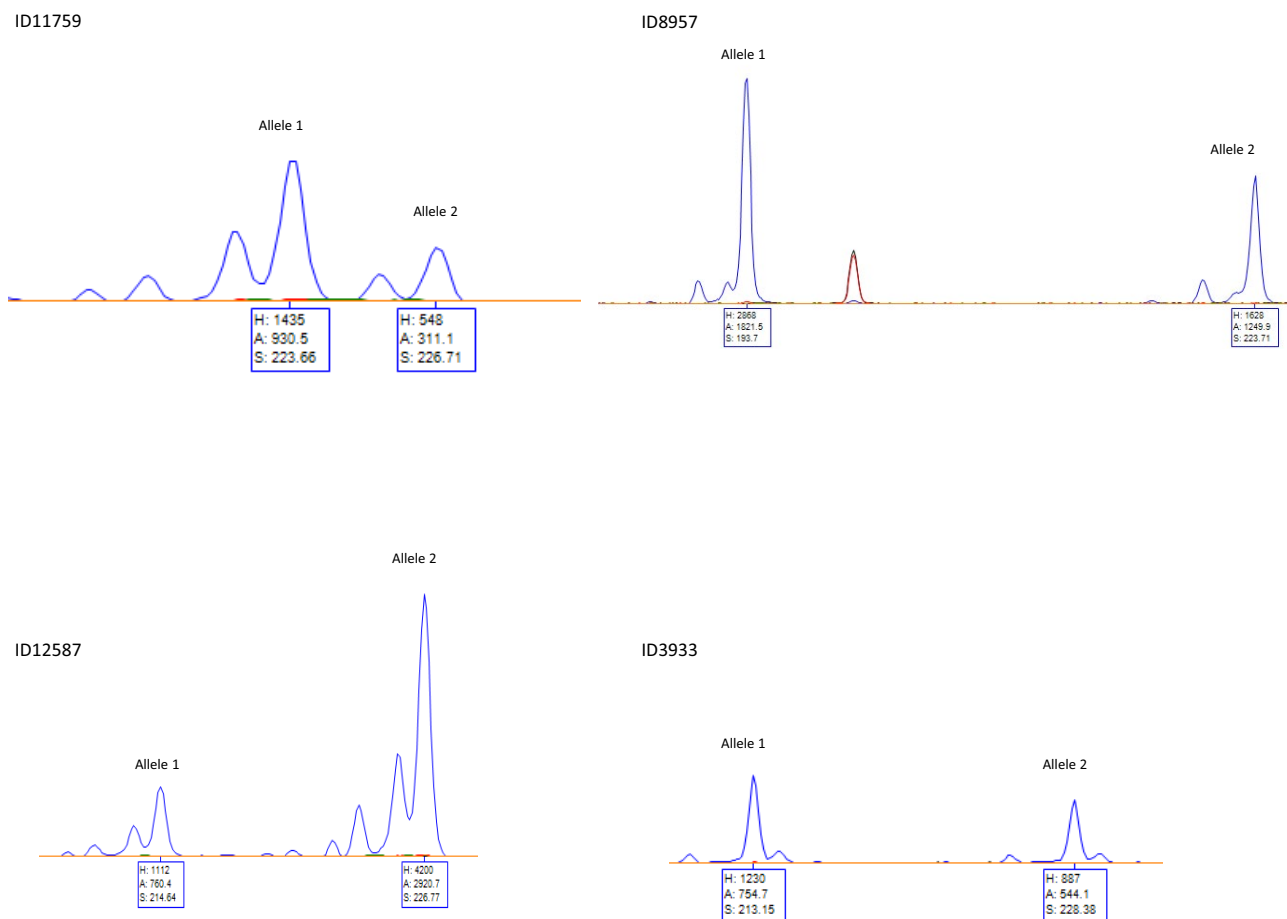 ID11759
Allele 1
Allele 2
H: 1435
A: 930.5
S: 223.66
H: 548
A: 311.1
S: 226.71
ID8957
Allele 1
Allele 2
H: 2868
A: 1821.5
S: 193.7
H: 1628
A: 1249.9
S: 223.71
ID12587
Allele 1
Allele 2
H: 1112
A: 760.4
S: 214.64
H: 4200
A: 2920.7
S: 226.77
ID3933
Allele 1
Allele 2
H: 1230
A: 754.7
S: 213.15
H: 887
A: 544.1
S: 228.38